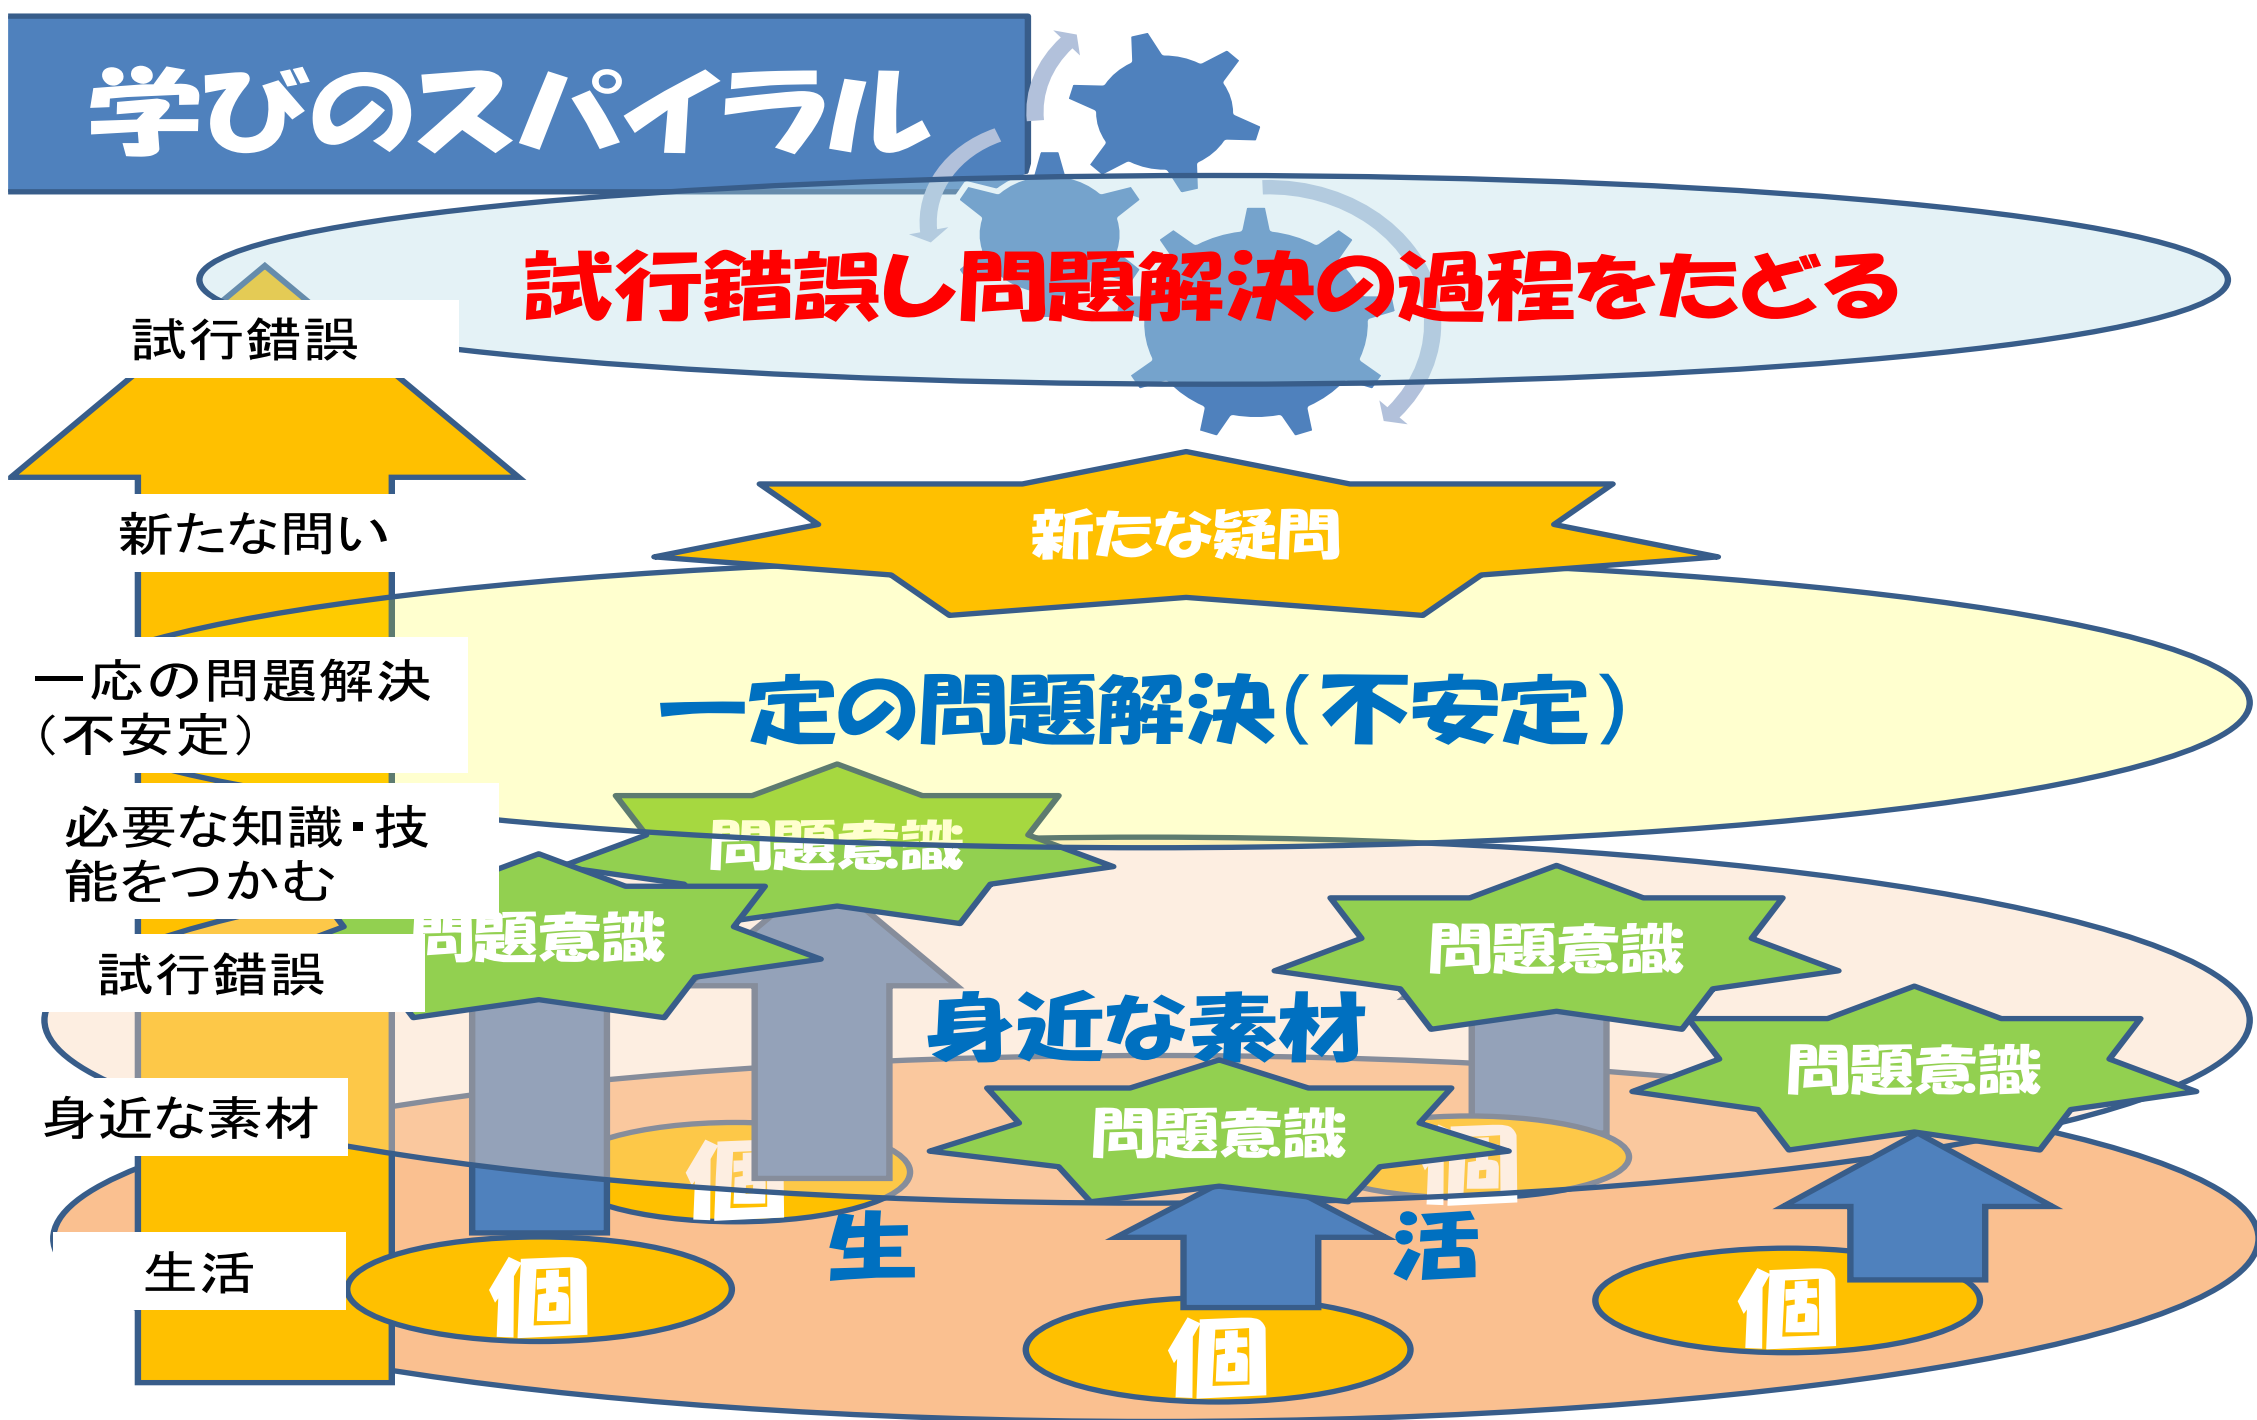 学びのスパイラル
試行錯誤し問題解決の過程をたどる
試行錯誤
新たな問い
新たな疑問
一応の問題解決
（不安定）
一定の問題解決（不安定）
必要な知識・技
能をつかむ
問題意識
問題意識
問題意識
試行錯誤
身近な素材
問題意識
身近な素材
問題意識
個
個
生活
生活
個
個
個